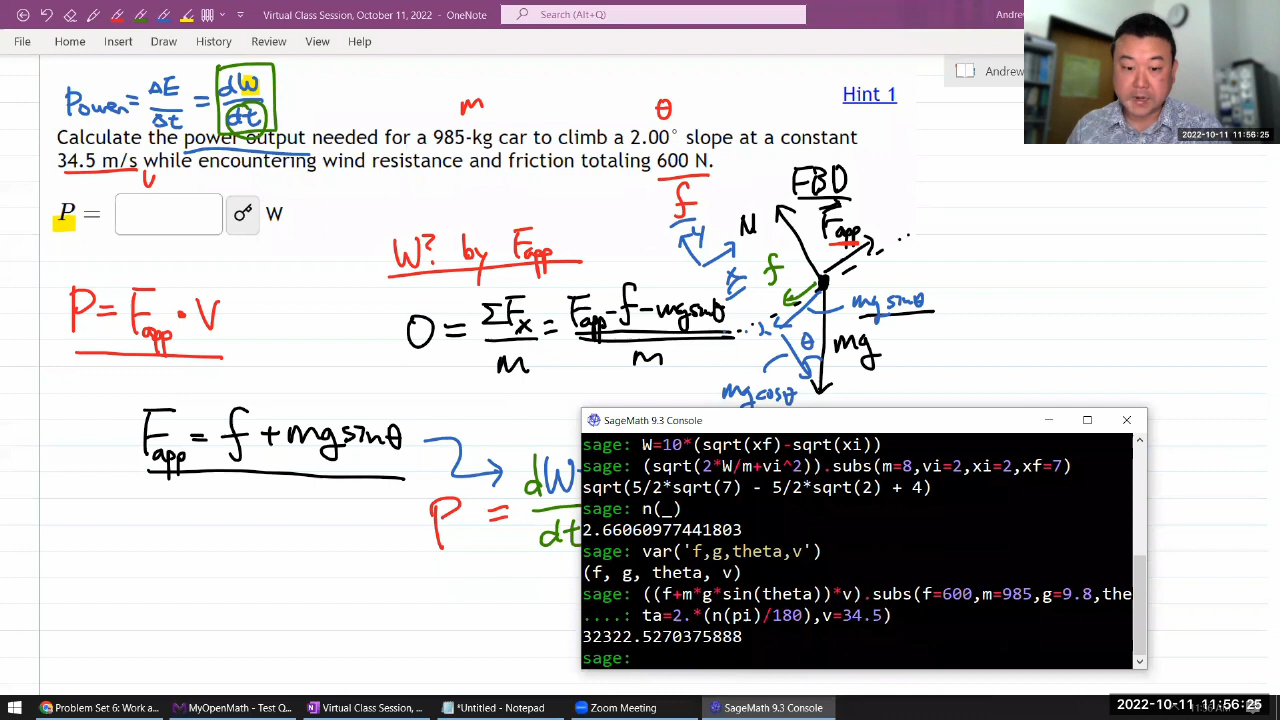 Virtual Class Session, October 11, 2022 - OneNote
Search (Alt+Q)
Andrew
File Home Insert Draw History Review View Help
Andrew
2022-10-11 11:56:25
Power = ΔE/Δt = dW/dt
m
θ
Hint 1
Calculate the power output needed for a 985-kg car to climb a 2.00° slope at a constant
34.5 m/s while encountering wind resistance and friction totaling 600 N.
v
f
P = W
FBD
N
F app
y
x
f
mg sinθ
θ
mg
mg cosθ
W? by Fapp
P = Fapp · v
0 = ΣFx/m = Fapp - f - mg sinθ / m
Fapp = f + mg sinθ
P = dW/dt
SageMath 9.3 Console
sage: W=10*(sqrt(xf)-sqrt(xi))
sage: (sqrt(2*W/m+vi^2)).subs(m=8,vi=2,xi=2,xf=7)
sqrt(5/2*sqrt(7) - 5/2*sqrt(2) + 4)
sage: n(_)
2.66060977441803
sage: var('f,g,theta,v')
(f, g, theta, v)
sage: ((f+m*g*sin(theta))*v).subs(f=600,m=985,g=9.8,the
....: ta=2.*(n(pi)/180),v=34.5)
32322.5270375888
sage:
Problem Set 6: Work a...
MyOpenMath - Test Q...
Virtual Class Session,...
*Untitled - Notepad
Zoom Meeting
SageMath 9.3 Console
2022-10-11 11:56:25